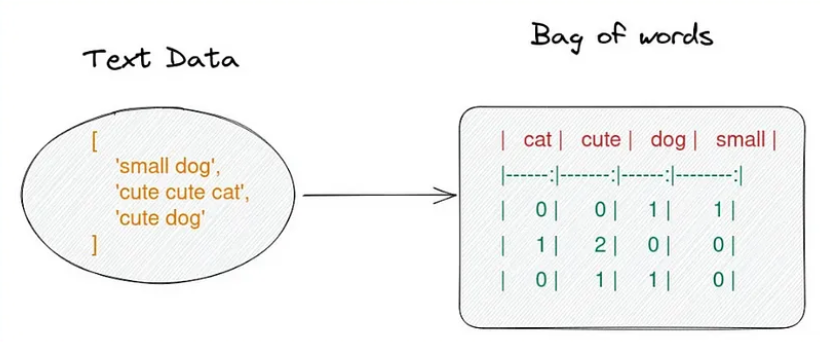 Text Data
[
'small dog',
'cute cute cat',
'cute dog'
]
Bag of words
| cat | cute | dog | small |
|------:|-------:|------:|--------:|
| 0 | 0 | 1 | 1 |
| 1 | 2 | 0 | 0 |
| 0 | 1 | 1 | 0 |